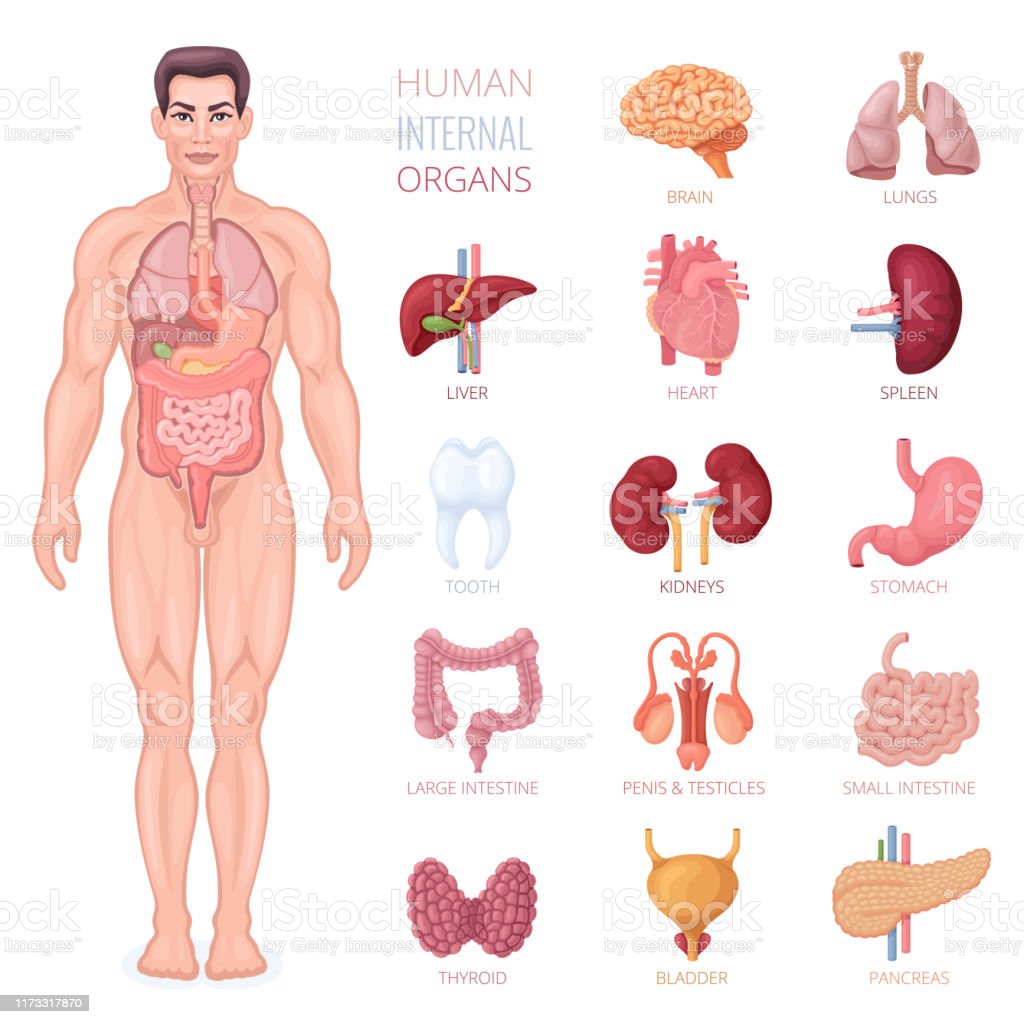 HUMAN
INTERNAL
ORGANS
BRAIN
LUNGS
LIVER
HEART
SPLEEN
TOOTH
KIDNEYS
STOMACH
LARGE INTESTINE
PENIS & TESTICLES
SMALL INTESTINE
THYROID
BLADDER
PANCREAS
iStock
by Getty Images™
1173317870